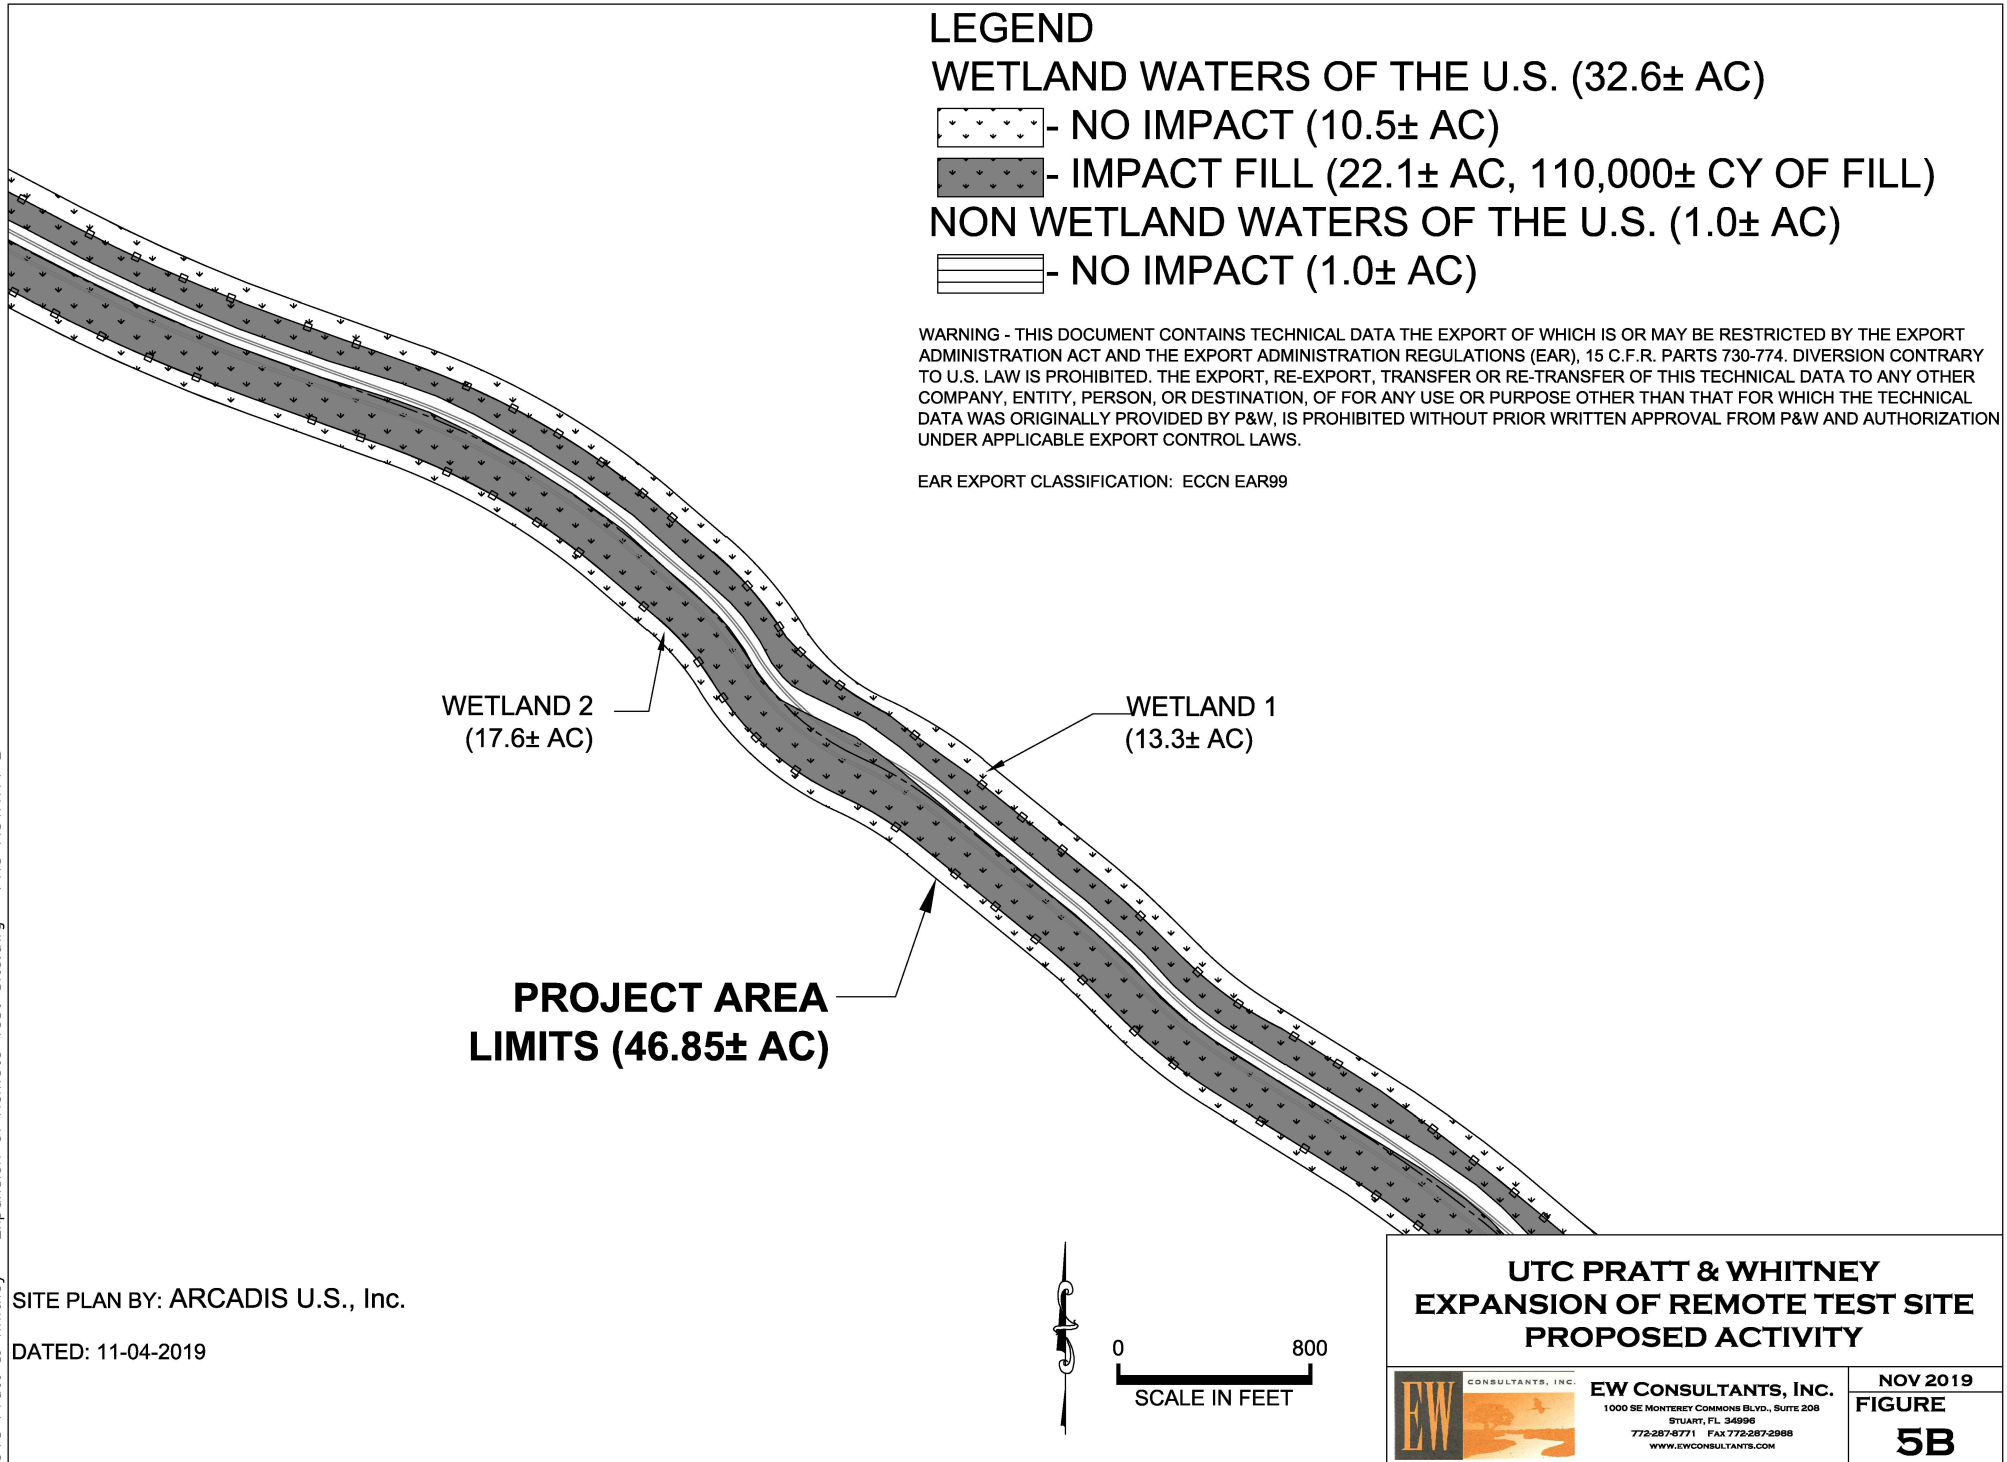 LEGEND
WETLAND WATERS OF THE U.S. (32.6± AC)
- NO IMPACT (10.5± AC)
- IMPACT FILL (22.1± AC, 110,000± CY OF FILL)
NON WETLAND WATERS OF THE U.S. (1.0± AC)
- NO IMPACT (1.0± AC)
WARNING - THIS DOCUMENT CONTAINS TECHNICAL DATA THE EXPORT OF WHICH IS OR MAY BE RESTRICTED BY THE EXPORT
ADMINISTRATION ACT AND THE EXPORT ADMINISTRATION REGULATIONS (EAR), 15 C.F.R. PARTS 730-774. DIVERSION CONTRARY
TO U.S. LAW IS PROHIBITED. THE EXPORT, RE-EXPORT, TRANSFER OR RE-TRANSFER OF THIS TECHNICAL DATA TO ANY OTHER
COMPANY, ENTITY, PERSON, OR DESTINATION, OF FOR ANY USE OR PURPOSE OTHER THAN THAT FOR WHICH THE TECHNICAL
DATA WAS ORIGINALLY PROVIDED BY P&W, IS PROHIBITED WITHOUT PRIOR WRITTEN APPROVAL FROM P&W AND AUTHORIZATION
UNDER APPLICABLE EXPORT CONTROL LAWS.
EAR EXPORT CLASSIFICATION: ECCN EAR99
WETLAND 2
(17.6± AC)
WETLAND 1
(13.3± AC)
PROJECT AREA
LIMITS (46.85± AC)
SITE PLAN BY: ARCADIS U.S., Inc.
DATED: 11-04-2019
0 800
SCALE IN FEET
UTC PRATT & WHITNEY
EXPANSION OF REMOTE TEST SITE
PROPOSED ACTIVITY
EW CONSULTANTS, INC.
EW CONSULTANTS, INC.
1000 SE MONTEREY COMMONS BLVD., SUITE 208
STUART, FL 34996
772-287-8771 FAX 772-287-2988
WWW.EWCONSULTANTS.COM
NOV 2019
FIGURE
5B